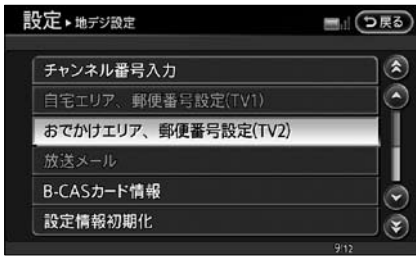 設定▸地デジ設定
⮌戻る
チャンネル番号入力
自宅エリア、郵便番号設定(TV1)
おでかけエリア、郵便番号設定(TV2)
放送メール
B-CASカード情報
設定情報初期化
9/12